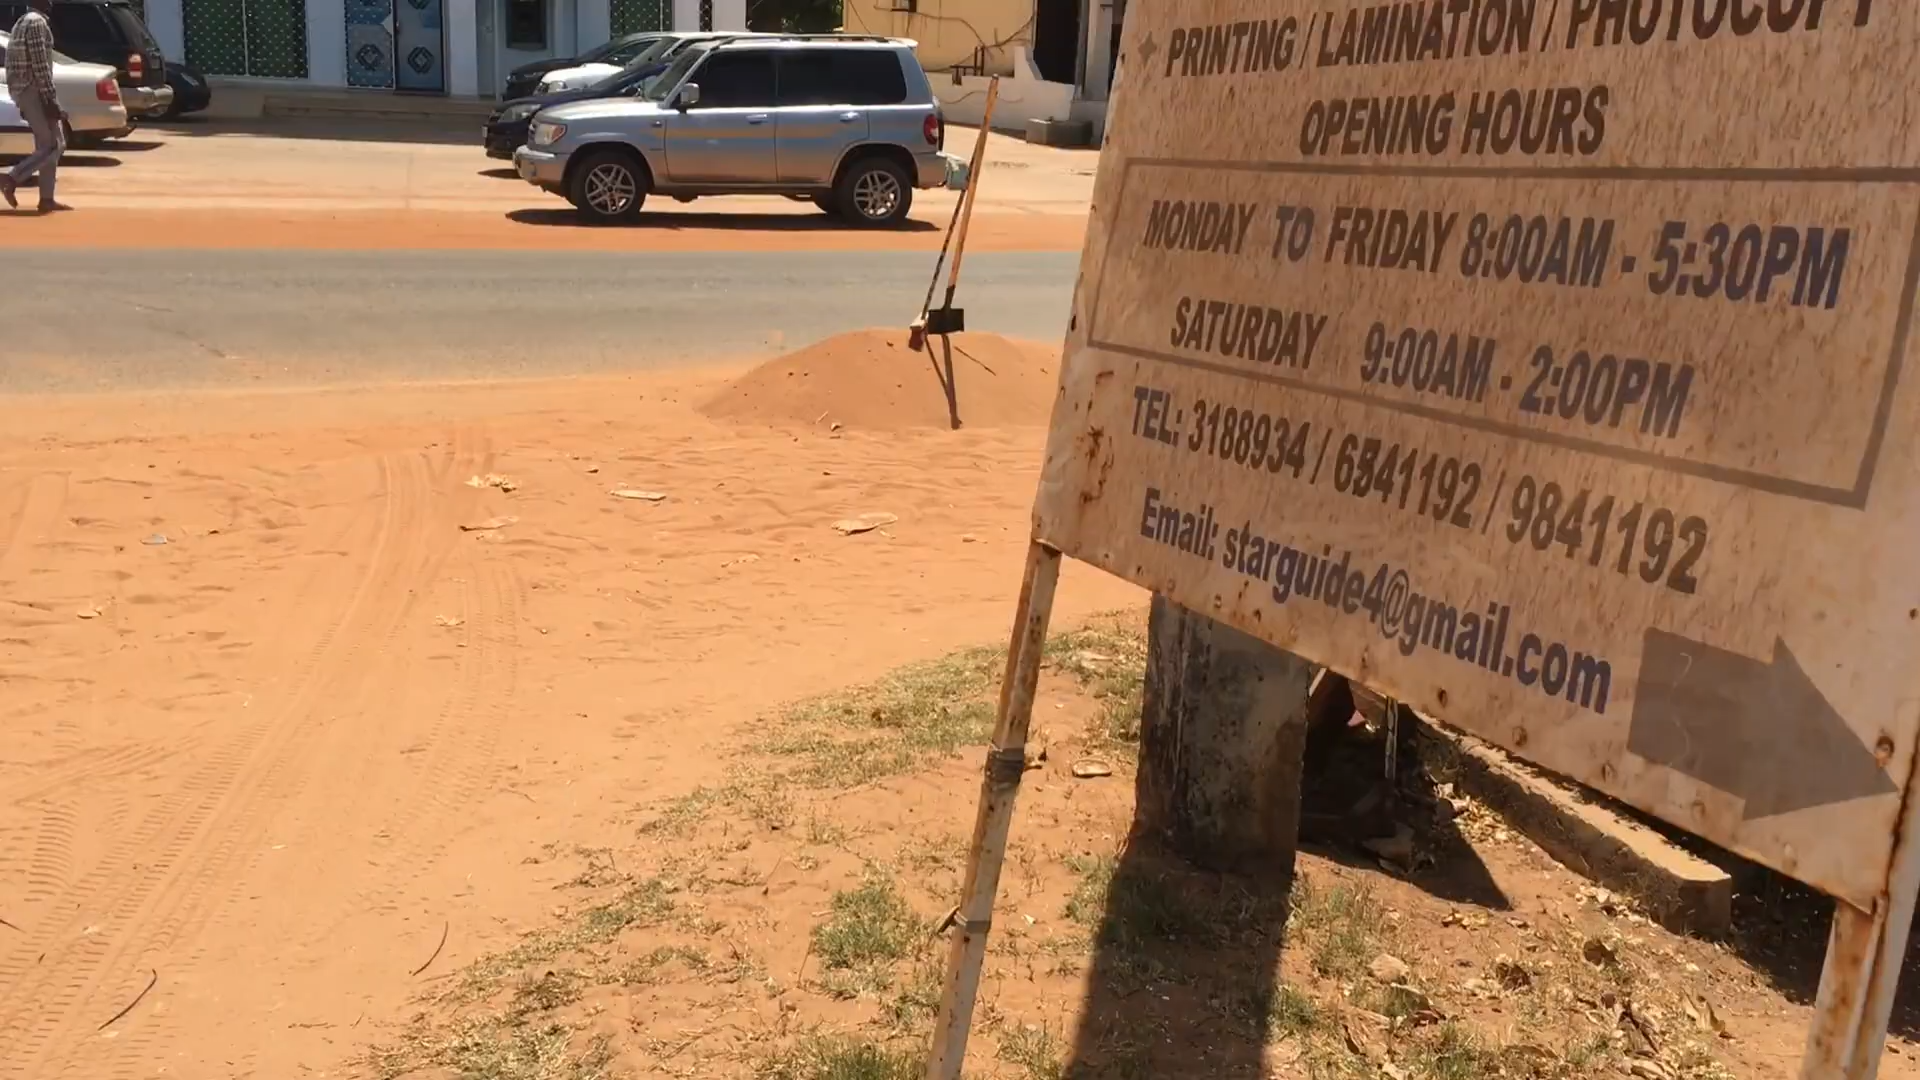 PRINTING / LAMINATION / PHOTOCOPY
OPENING HOURS
MONDAY TO FRIDAY 8:00AM - 5:30PM
SATURDAY 9:00AM - 2:00PM
TEL: 3188934 / 6541192 / 9841192
Email: starguide4@gmail.com